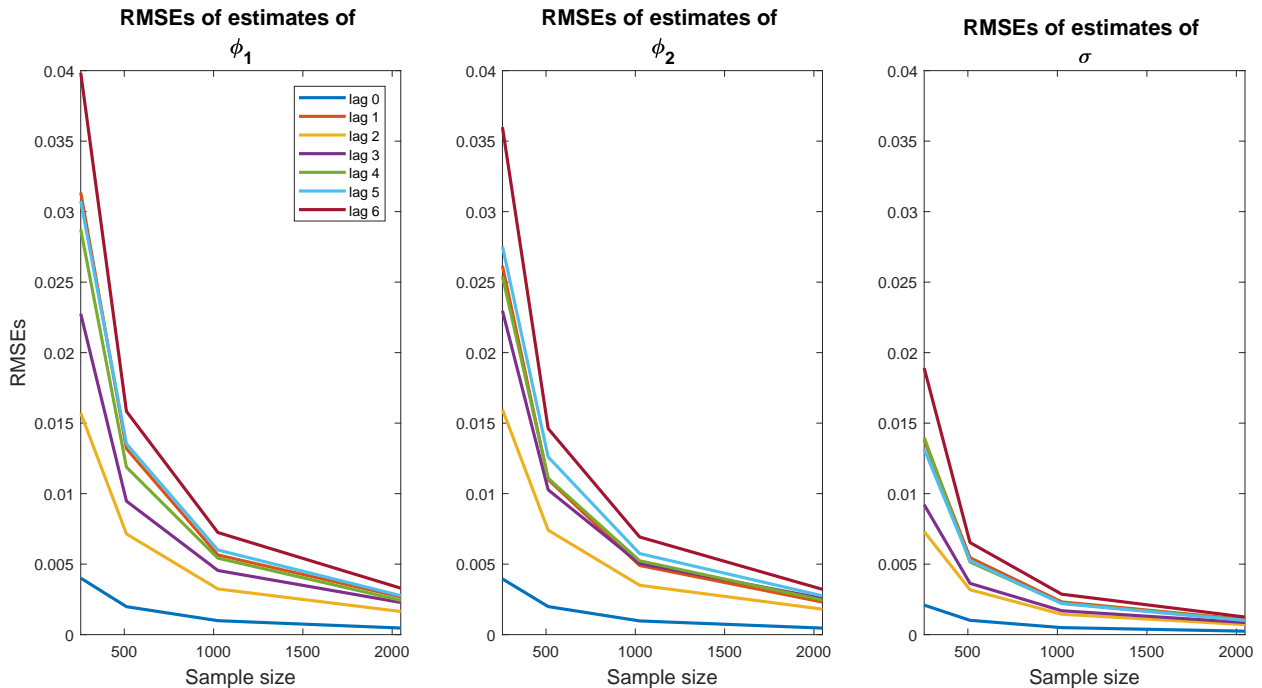 RMSEs of estimates of
ϕ₁
0.04
0.035
0.03
0.025
0.02
0.015
0.01
0.005
0
500
1000
1500
2000
RMSEs
Sample size
lag 0
lag 1
lag 2
lag 3
lag 4
lag 5
lag 6
RMSEs of estimates of
ϕ₂
0.04
0.035
0.03
0.025
0.02
0.015
0.01
0.005
0
500
1000
1500
2000
Sample size
RMSEs of estimates of
σ
0.04
0.035
0.03
0.025
0.02
0.015
0.01
0.005
0
500
1000
1500
2000
Sample size